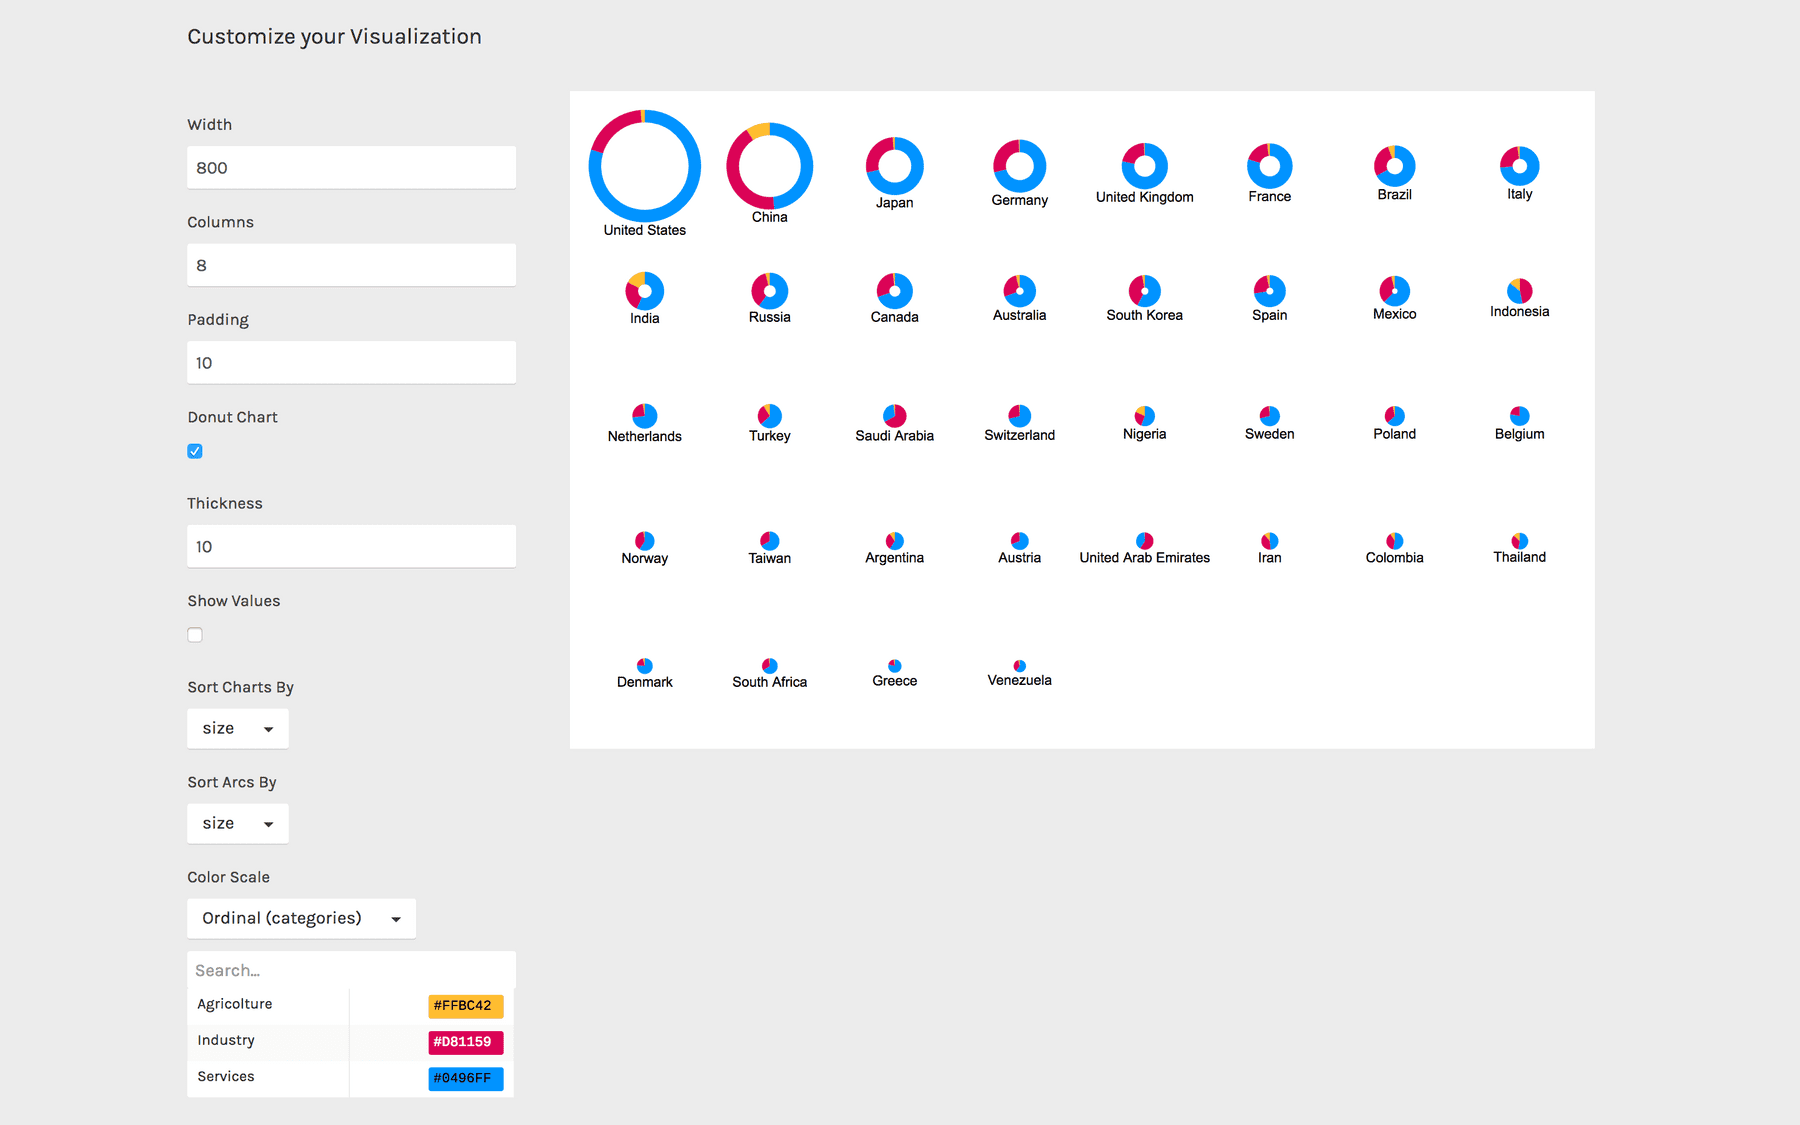 Customize your Visualization
Width
800
Columns
8
Padding
10
Donut Chart
Thickness
10
Show Values
Sort Charts By
size
Sort Arcs By
size
Color Scale
Ordinal (categories)
Search...
Agricolture #FFBC42
Industry #D81159
Services #0496FF
United States China Japan Germany United Kingdom France Brazil Italy
India Russia Canada Australia South Korea Spain Mexico Indonesia
Netherlands Turkey Saudi Arabia Switzerland Nigeria Sweden Poland Belgium
Norway Taiwan Argentina Austria United Arab Emirates Iran Colombia Thailand
Denmark South Africa Greece Venezuela